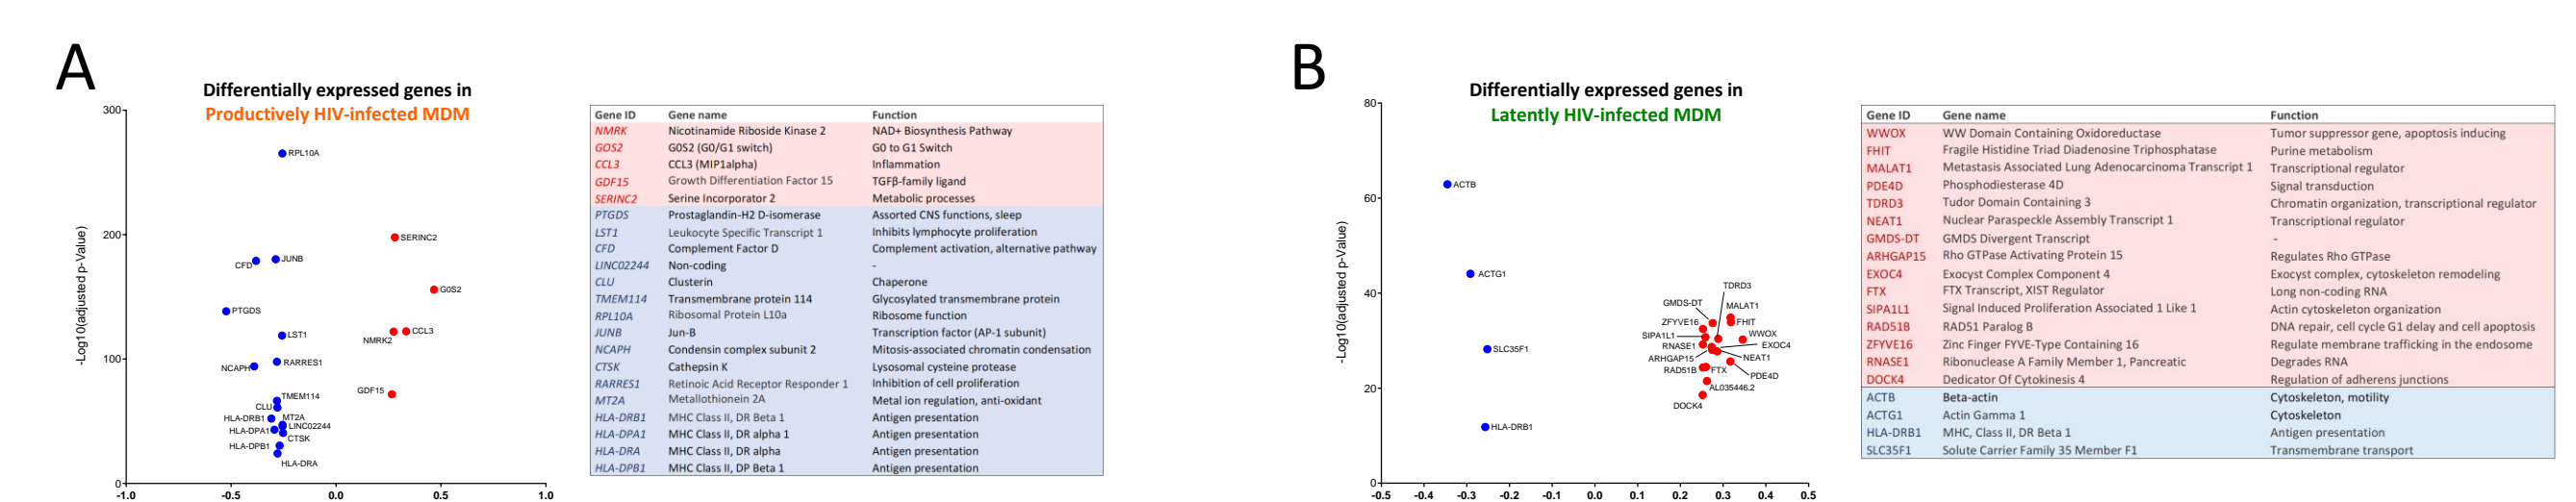 A
Differentially expressed genes in
Productively HIV-infected MDM
-Log10(adjusted p-Value)
300
200
100
0
-1.0 -0.5 0.0 0.5 1.0
RPL10A
SERINC2
CFD
JUNB
G0S2
PTGDS
LST1
CCL3
NMRK2
RARRES1
NCAPH
GDF15
TMEM114
CLU
HLA-DRB1
MT2A
LINC02244
HLA-DPA1
CTSK
HLA-DPB1
HLA-DRA
Gene ID Gene name Function
NMRK Nicotinamide Riboside Kinase 2 NAD+ Biosynthesis Pathway
GOS2 G0S2 (G0/G1 switch) G0 to G1 Switch
CCL3 CCL3 (MIP1alpha) Inflammation
GDF15 Growth Differentiation Factor 15 TGFβ-family ligand
SERINC2 Serine Incorporator 2 Metabolic processes
PTGDS Prostaglandin-H2 D-isomerase Assorted CNS functions, sleep
LST1 Leukocyte Specific Transcript 1 Inhibits lymphocyte proliferation
CFD Complement Factor D Complement activation, alternative pathway
LINC02244 Non-coding -
CLU Clusterin Chaperone
TMEM114 Transmembrane protein 114 Glycosylated transmembrane protein
RPL10A Ribosomal Protein L10a Ribosome function
JUNB Jun-B Transcription factor (AP-1 subunit)
NCAPH Condensin complex subunit 2 Mitosis-associated chromatin condensation
CTSK Cathepsin K Lysosomal cysteine protease
RARRES1 Retinoic Acid Receptor Responder 1 Inhibition of cell proliferation
MT2A Metallothionein 2A Metal ion regulation, anti-oxidant
HLA-DRB1 MHC Class II, DR Beta 1 Antigen presentation
HLA-DPA1 MHC Class II, DR alpha 1 Antigen presentation
HLA-DRA MHC Class II, DR alpha Antigen presentation
HLA-DPB1 MHC Class II, DP Beta 1 Antigen presentation
B
Differentially expressed genes in
Latently HIV-infected MDM
-Log10(adjusted p-Value)
80
60
40
20
0
-0.5 -0.4 -0.3 -0.2 -0.1 0.0 0.1 0.2 0.3 0.4 0.5
ACTB
ACTG1
SLC35F1
HLA-DRB1
TDRD3
GMDS-DT
MALAT1
ZFYVE16
FHIT
SIPA1L1
WWOX
RNASE1
EXOC4
ARHGAP15
NEAT1
RAD51B
FTX
PDE4D
AL035446.2
DOCK4
Gene ID Gene name Function
WWOX WW Domain Containing Oxidoreductase Tumor suppressor gene, apoptosis inducing
FHIT Fragile Histidine Triad Diadenosine Triphosphatase Purine metabolism
MALAT1 Metastasis Associated Lung Adenocarcinoma Transcript 1 Transcriptional regulator
PDE4D Phosphodiesterase 4D Signal transduction
TDRD3 Tudor Domain Containing 3 Chromatin organization, transcriptional regulator
NEAT1 Nuclear Paraspeckle Assembly Transcript 1 Transcriptional regulator
GMDS-DT GMDS Divergent Transcript -
ARHGAP15 Rho GTPase Activating Protein 15 Regulates Rho GTPase
EXOC4 Exocyst Complex Component 4 Exocyst complex, cytoskeleton remodeling
FTX FTX Transcript, XIST Regulator Long non-coding RNA
SIPA1L1 Signal Induced Proliferation Associated 1 Like 1 Actin cytoskeleton organization
RAD51B RAD51 Paralog B DNA repair, cell cycle G1 delay and cell apoptosis
ZFYVE16 Zinc Finger FYVE-Type Containing 16 Regulate membrane trafficking in the endosome
RNASE1 Ribonuclease A Family Member 1, Pancreatic Degrades RNA
DOCK4 Dedicator Of Cytokinesis 4 Regulation of adherens junctions
ACTB Beta-actin Cytoskeleton, motility
ACTG1 Actin Gamma 1 Cytoskeleton
HLA-DRB1 MHC, Class II, DR Beta 1 Antigen presentation
SLC35F1 Solute Carrier Family 35 Member F1 Transmembrane transport